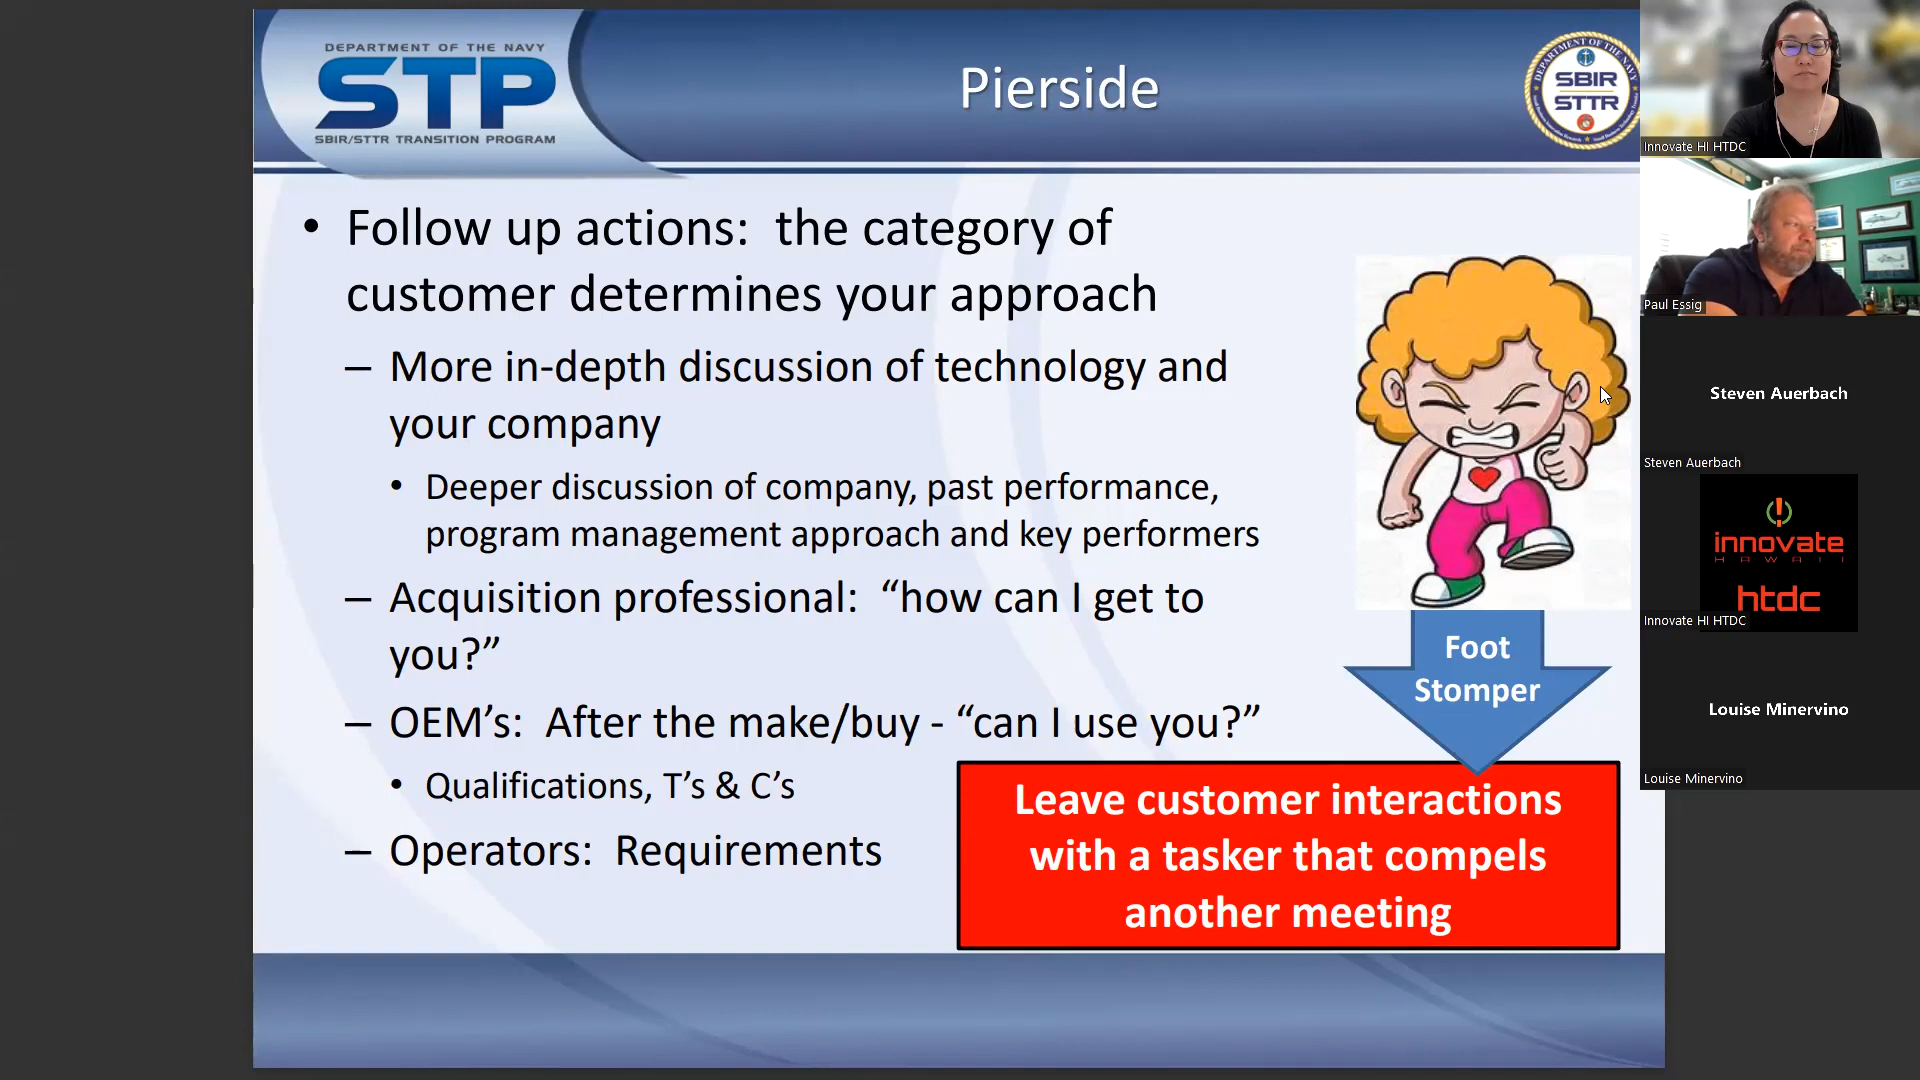 DEPARTMENT OF THE NAVY
STP
SBIR/STTR TRANSITION PROGRAM
Pierside
DEPARTMENT OF THE NAVY
SBIR
STTR
• Follow up actions:  the category of
customer determines your approach
– More in-depth discussion of technology and
your company
• Deeper discussion of company, past performance,
program management approach and key performers
– Acquisition professional:  “how can I get to
you?”
– OEM’s:  After the make/buy - “can I use you?”
• Qualifications, T’s & C’s
– Operators:  Requirements
Foot
Stomper
Leave customer interactions
with a tasker that compels
another meeting
Innovate HI HTDC
Paul Essig
Steven Auerbach
Steven Auerbach
innovate
HAWAII
htdc
Innovate HI HTDC
Louise Minervino
Louise Minervino